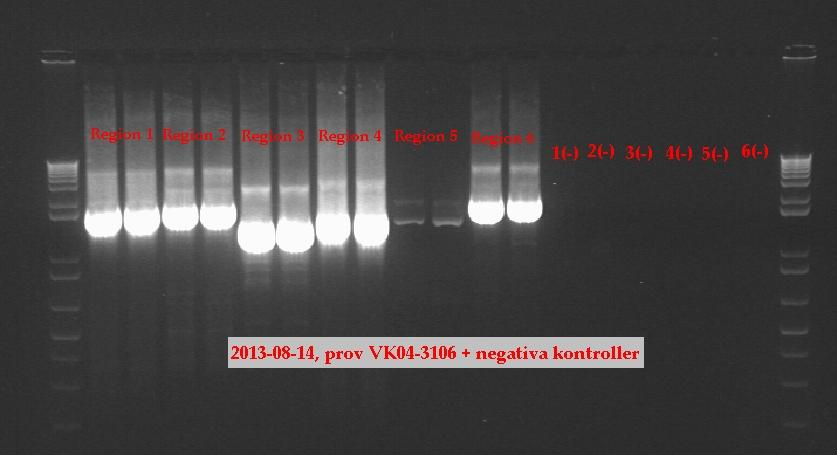 Region 1 Region 2 Region 3 Region 4 Region 5 Region 6
1(-) 2(-) 3(-) 4(-) 5(-) 6(-)
2013-08-14, prov VK04-3106 + negativa kontroller